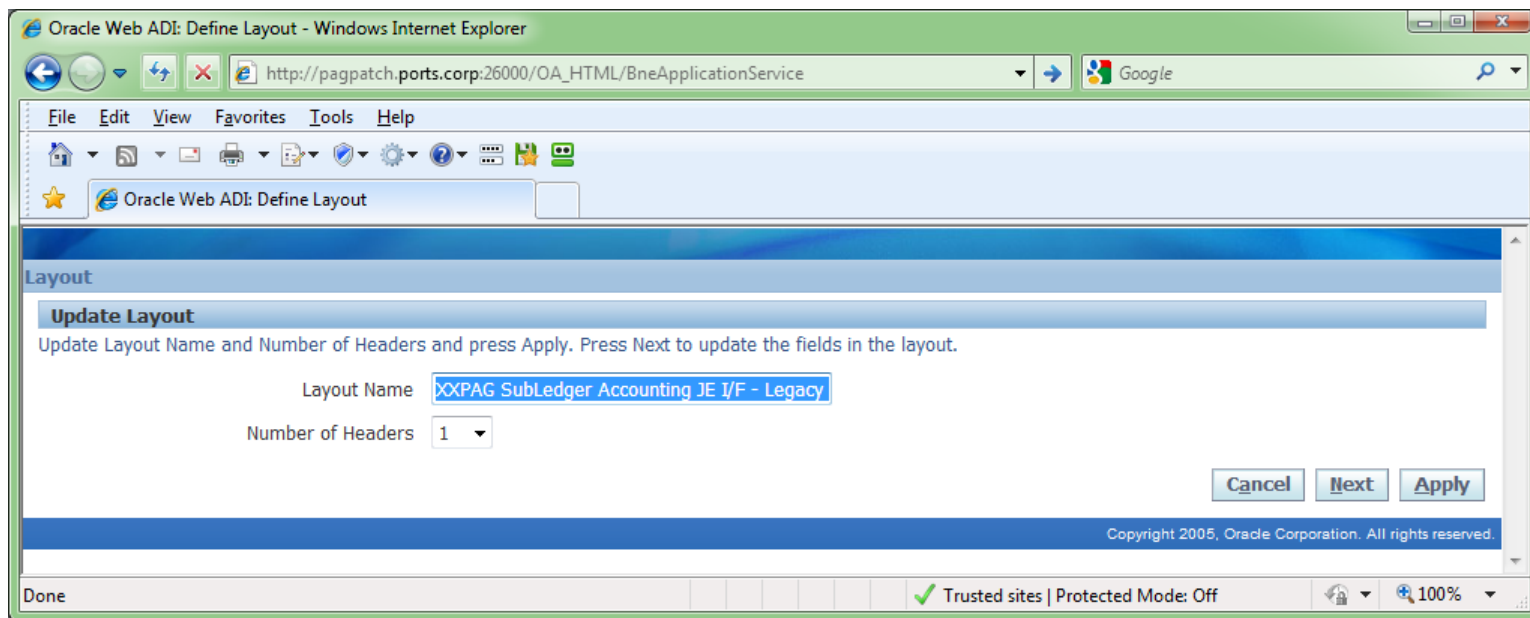 Oracle Web ADI: Define Layout - Windows Internet Explorer
http://pagpatch.ports.corp:26000/OA_HTML/BneApplicationService
Google
File Edit View Favorites Tools Help
Oracle Web ADI: Define Layout
Layout
Update Layout
Update Layout Name and Number of Headers and press Apply. Press Next to update the fields in the layout.
Layout Name XXPAG SubLedger Accounting JE I/F - Legacy
Number of Headers 1
Cancel Next Apply
Copyright 2005, Oracle Corporation. All rights reserved.
Done Trusted sites | Protected Mode: Off 100%